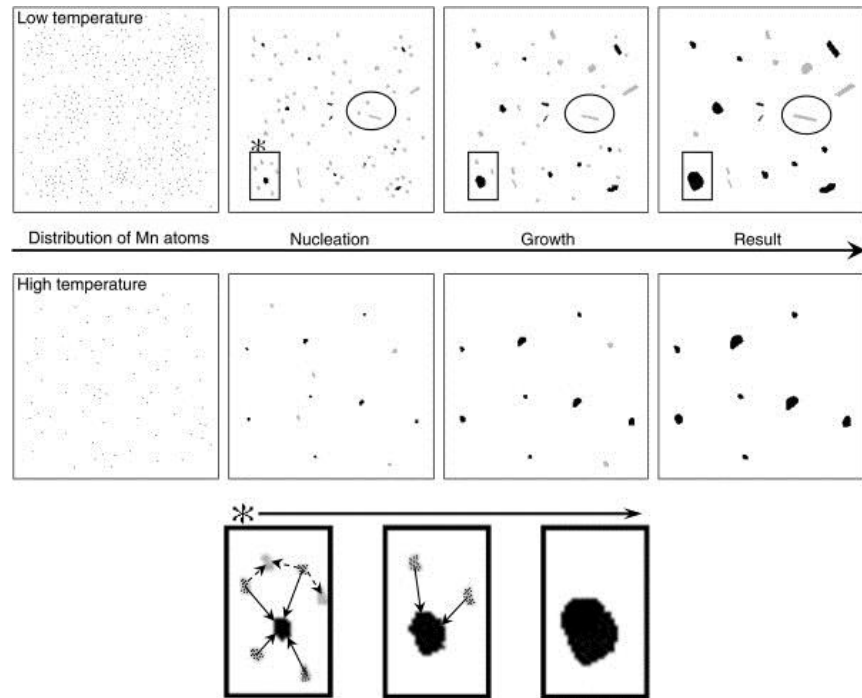 Low temperature
*
Distribution of Mn atoms
Nucleation
Growth
Result
High temperature
*